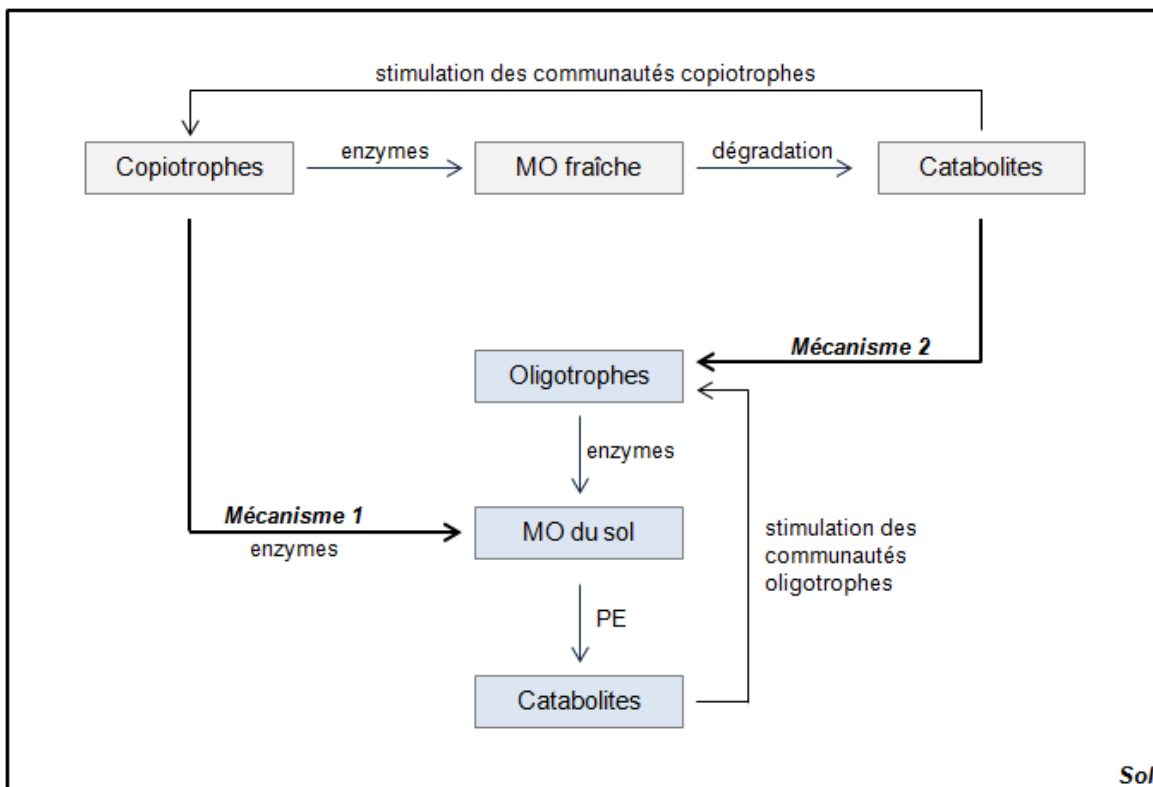 stimulation des communautés copiotrophes
Copiotrophes
enzymes
MO fraîche
dégradation
Catabolites
Mécanisme 2
Oligotrophes
enzymes
Mécanisme 1
enzymes
MO du sol
stimulation des
communautés
oligotrophes
PE
Catabolites
Sol